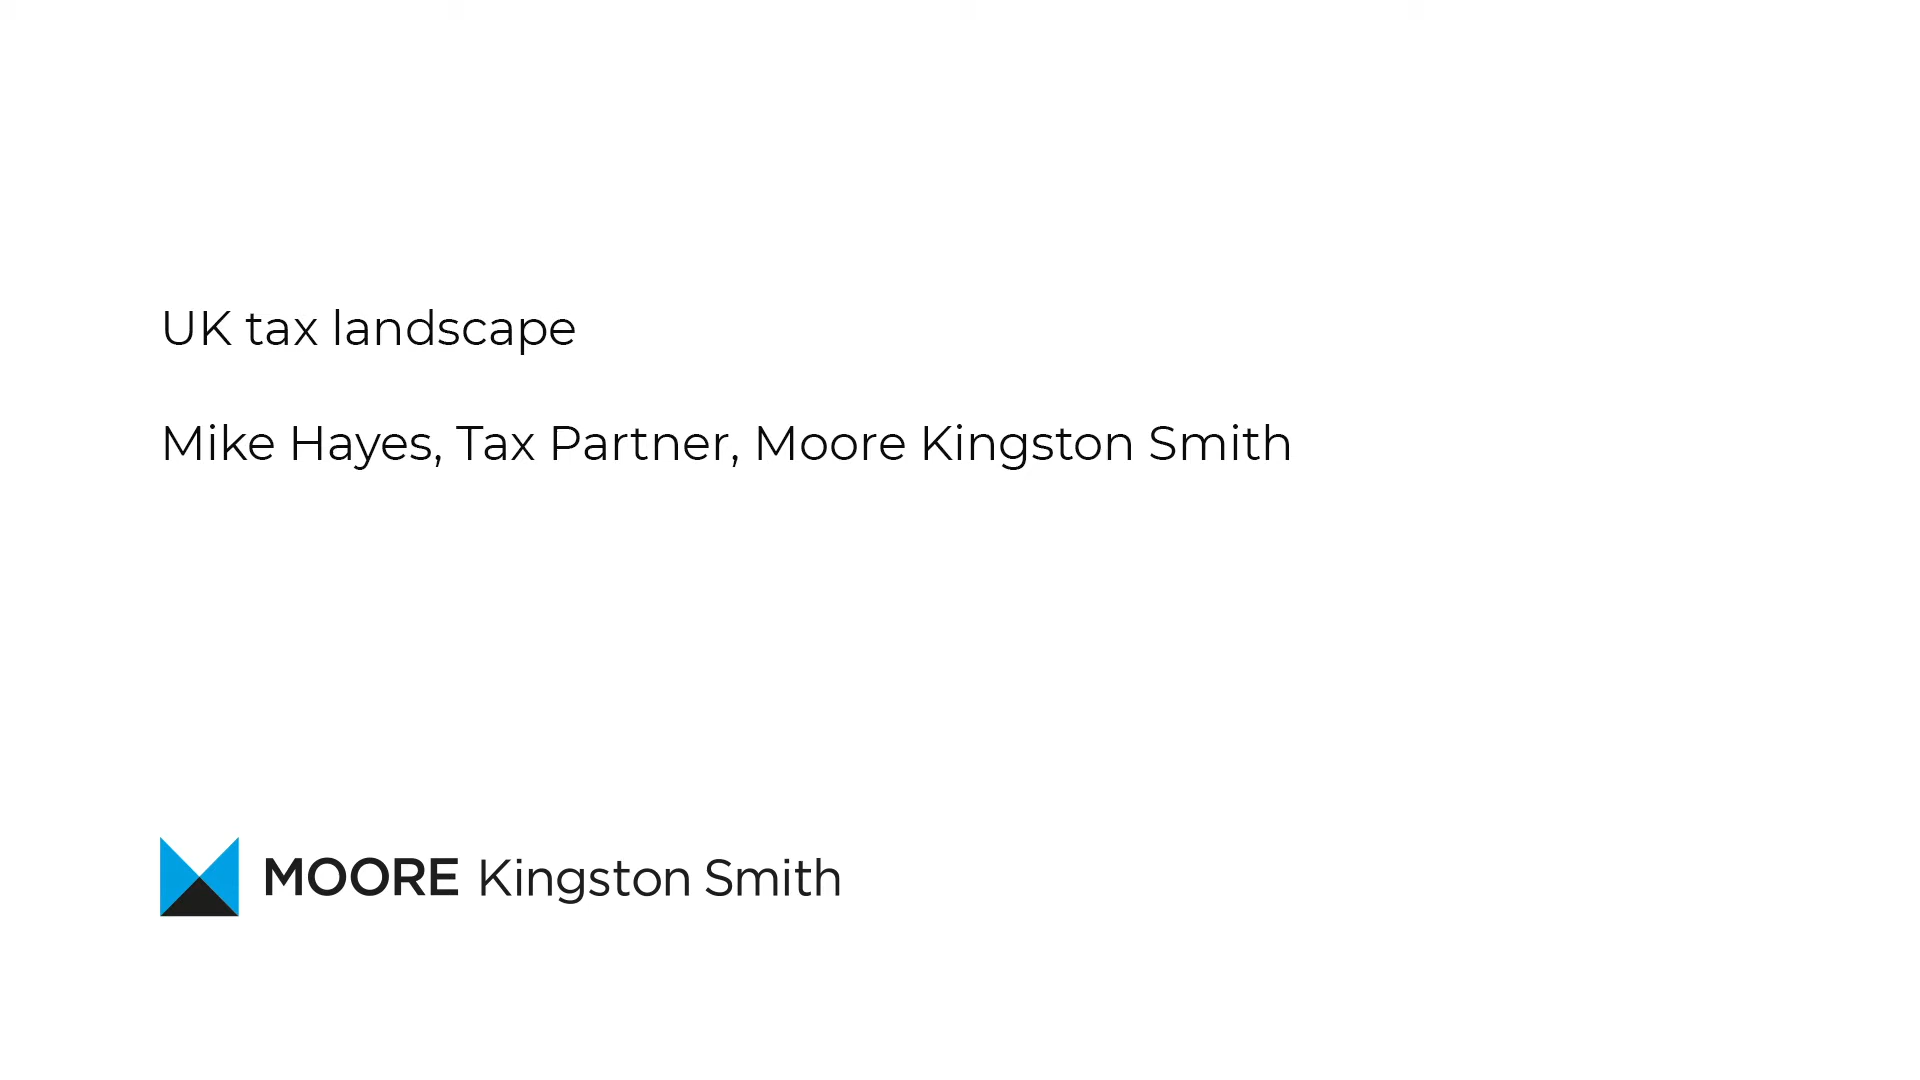 UK tax landscape
Mike Hayes, Tax Partner, Moore Kingston Smith
MOORE Kingston Smith